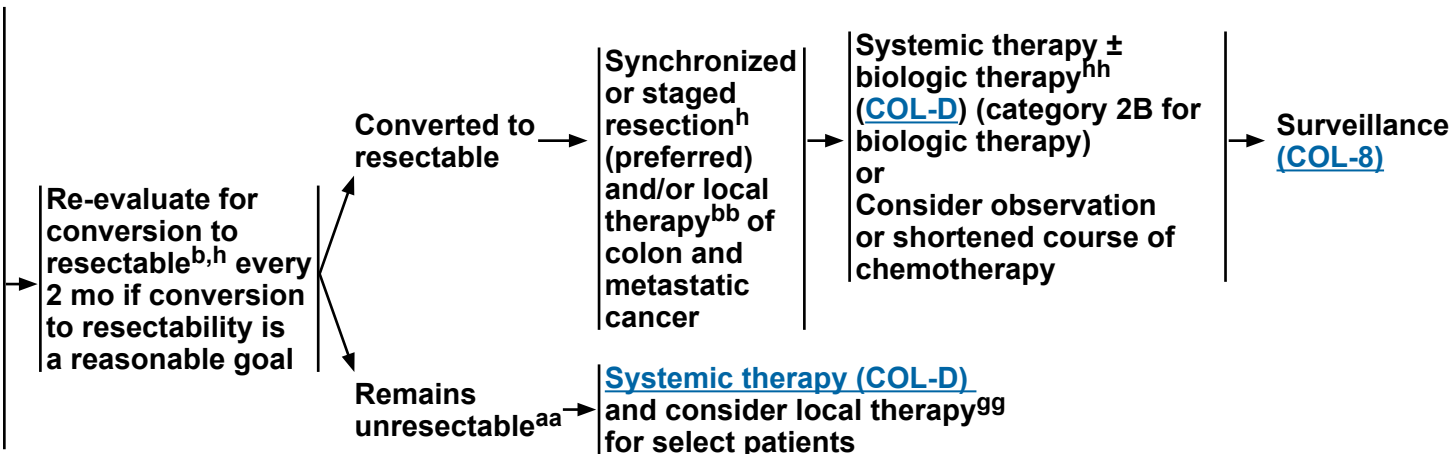 Re-evaluate for
conversion to
resectable^b,h every
2 mo if conversion
to resectability is
a reasonable goal
Converted to
resectable
Synchronized
or staged
resection^h
(preferred)
and/or local
therapy^bb of
colon and
metastatic
cancer
Systemic therapy ±
biologic therapy^hh
(COL-D) (category 2B for
biologic therapy)
or
Consider observation
or shortened course of
chemotherapy
Surveillance
(COL-8)
Remains
unresectable^aa
Systemic therapy (COL-D)
and consider local therapy^gg
for select patients